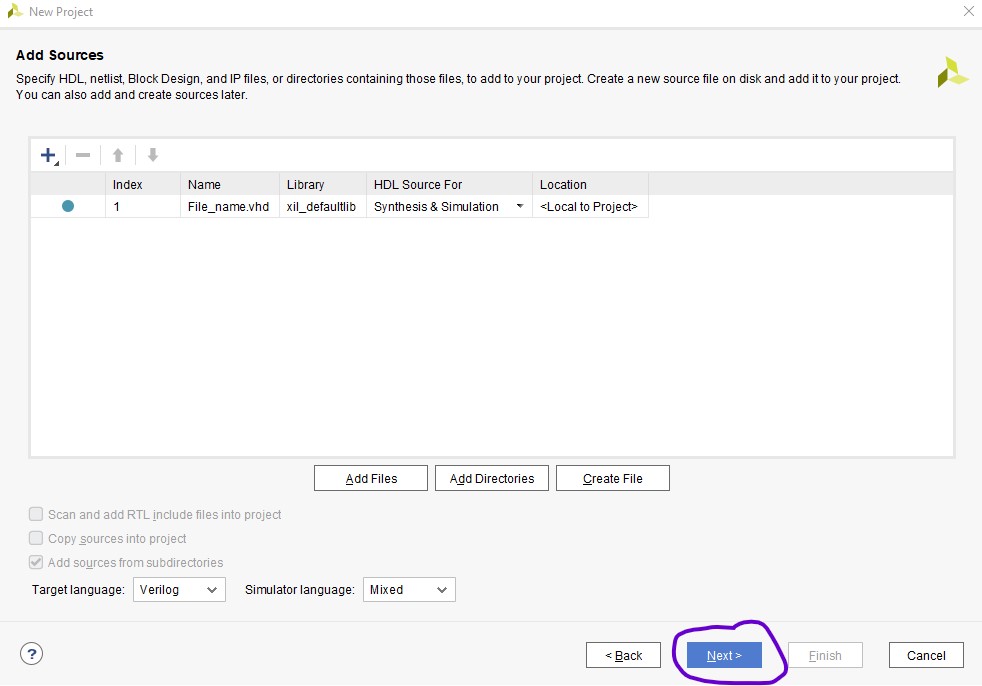 New Project
Add Sources
Specify HDL, netlist, Block Design, and IP files, or directories containing those files, to add to your project. Create a new source file on disk and add it to your project.
You can also add and create sources later.
Index Name Library HDL Source For Location
1 File_name.vhd xil_defaultlib Synthesis & Simulation <Local to Project>
Add Files Add Directories Create File
Scan and add RTL include files into project
Copy sources into project
Add sources from subdirectories
Target language: Verilog Simulator language: Mixed
? < Back Next > Finish Cancel